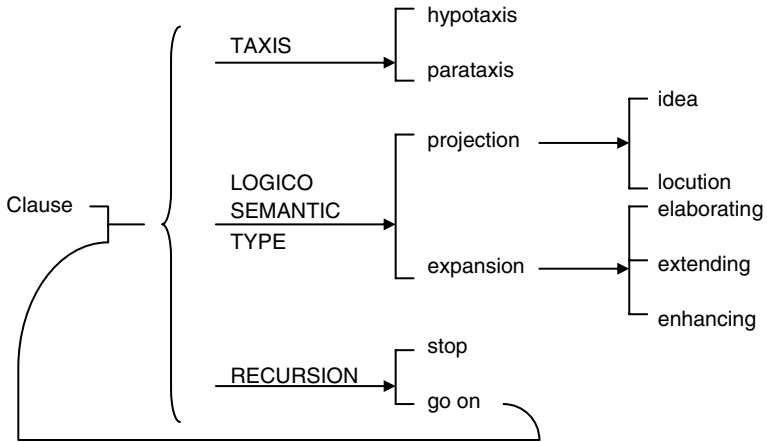 hypotaxis
TAXIS
parataxis
idea
projection
LOGICO
locution
Clause
SEMANTIC
elaborating
TYPE
expansion
extending
enhancing
stop
RECURSION
go on